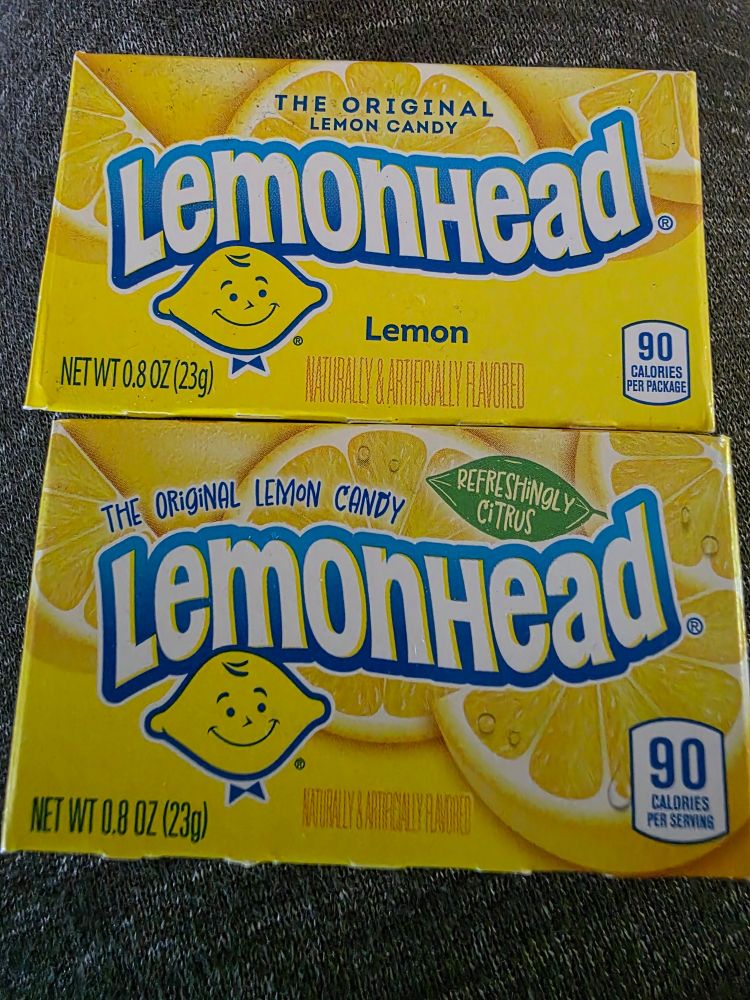 THE ORIGINAL
LEMON CANDY
LemonHead®
Lemon
NET WT 0.8 OZ (23g)
NATURALLY & ARTIFICIALLY FLAVORED
90
CALORIES
PER PACKAGE
THE ORIGINAL LEMON CANDY
REFRESHINGLY
CITRUS
LemonHead®
NET WT 0.8 OZ (23g)
NATURALLY & ARTIFICIALLY FLAVORED
90
CALORIES
PER SERVING